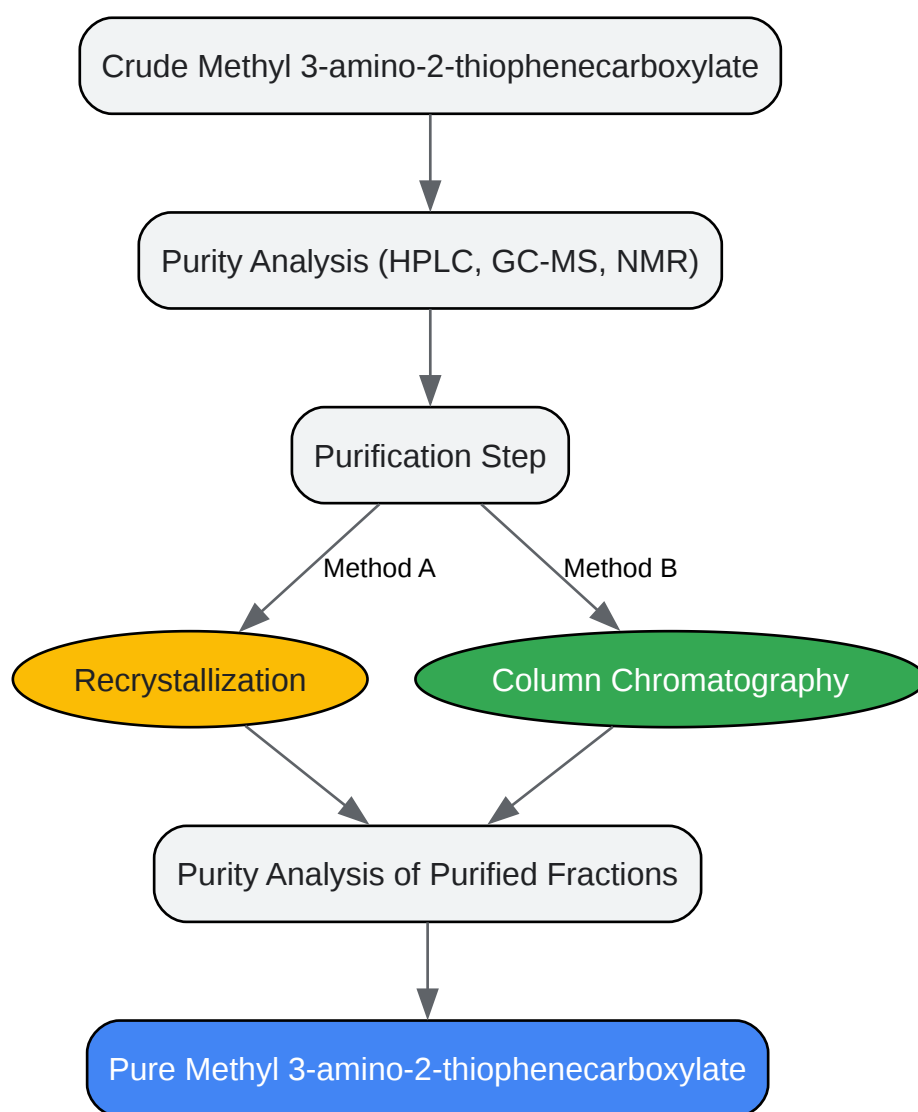 Crude Methyl 3-amino-2-thiophenecarboxylate
Purity Analysis (HPLC, GC-MS, NMR)
Purification Step
Method A
Method B
Recrystallization
Column Chromatography
Purity Analysis of Purified Fractions
Pure Methyl 3-amino-2-thiophenecarboxylate